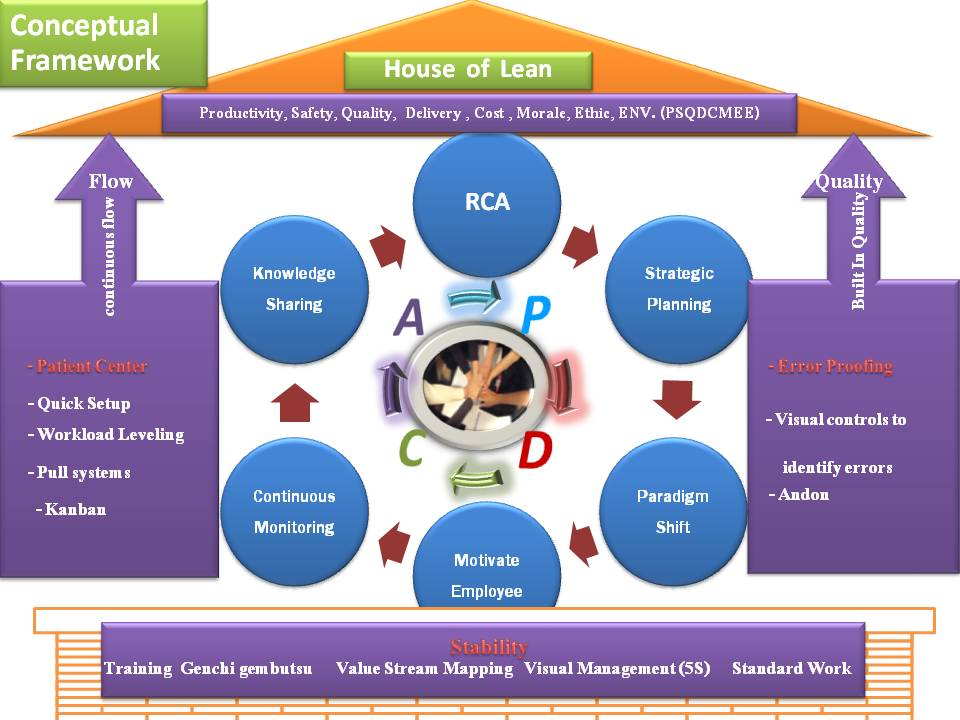 Conceptual
Framework
House of Lean
Productivity, Safety, Quality, Delivery , Cost , Morale, Ethic, ENV. (PSQDCMEE)
Flow
continuous flow
- Patient Center
- Quick Setup
- Workload Leveling
- Pull systems
- Kanban
RCA
Strategic
Planning
Paradigm
Shift
Motivate
Employee
Continuous
Monitoring
Knowledge
Sharing
A
P
C
D
Quality
Built In Quality
- Error Proofing
- Visual controls to
identify errors
- Andon
Stability
Training Genchi gembutsu Value Stream Mapping Visual Management (5S) Standard Work